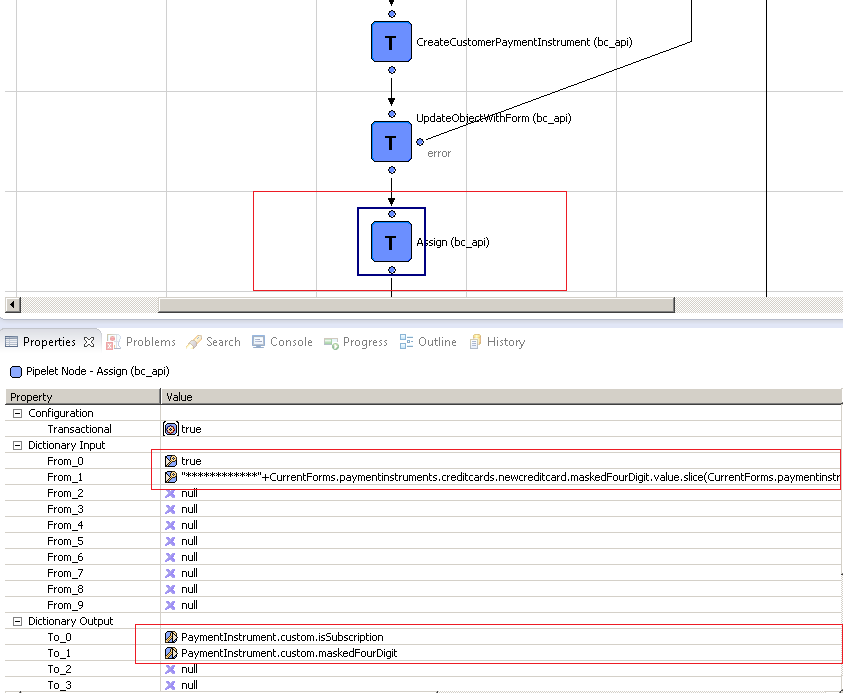 T
CreateCustomerPaymentInstrument (bc_api)
UpdateObjectWithForm (bc_api)
T
error
T
Assign (bc_api)
Properties Problems Search Console Progress Outline History
Pipelet Node - Assign (bc_api)
Property Value
Configuration
Transactional true
Dictionary Input
From_0 true
From_1 "************"+CurrentForms.paymentinstruments.creditcards.newcreditcard.maskedFourDigit.value.slice(CurrentForms.paymentinstr
From_2 null
From_3 null
From_4 null
From_5 null
From_6 null
From_7 null
From_8 null
From_9 null
Dictionary Output
To_0 PaymentInstrument.custom.isSubscription
To_1 PaymentInstrument.custom.maskedFourDigit
To_2 null
To_3 null